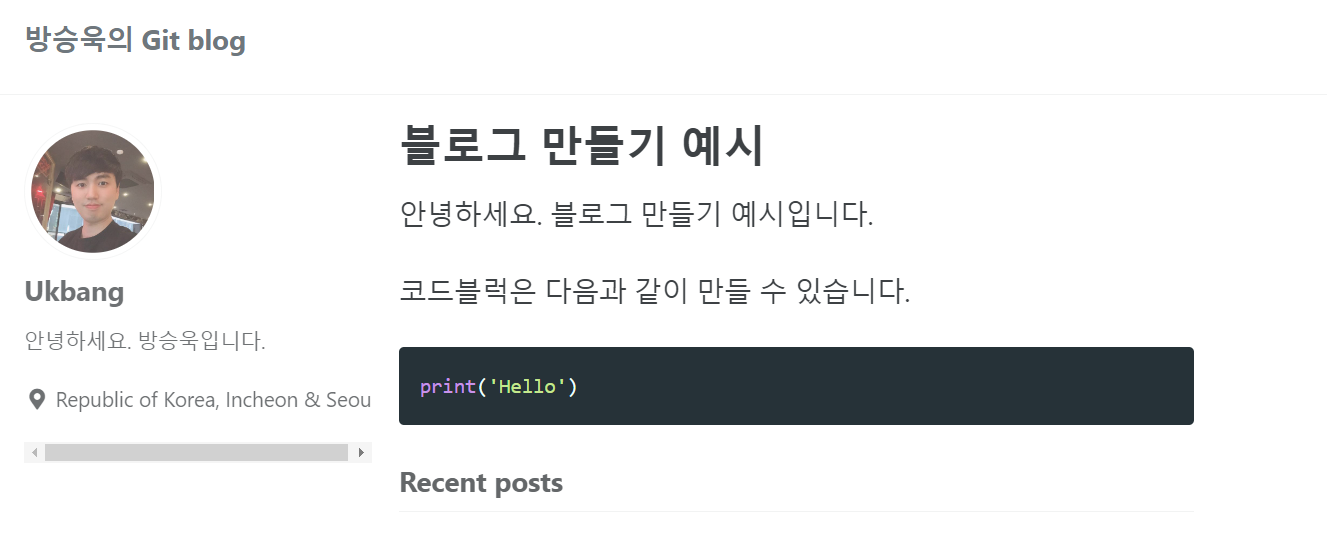 방승욱의 Git blog
Ukbang
안녕하세요. 방승욱입니다.
Republic of Korea, Incheon & Seou
블로그 만들기 예시
안녕하세요. 블로그 만들기 예시입니다.
코드블럭은 다음과 같이 만들 수 있습니다.
print('Hello')
Recent posts